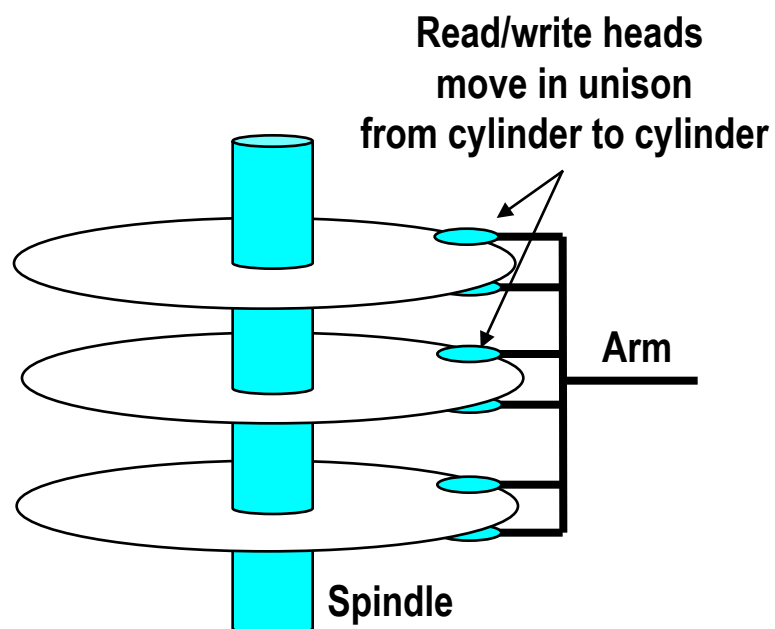 Read/write heads
move in unison
from cylinder to cylinder
Arm
Spindle